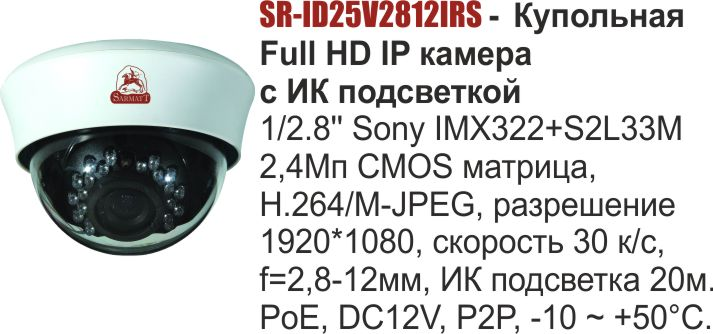 SARMATT
SR-ID25V2812IRS - Купольная
Full HD IP камера
с ИК подсветкой
1/2.8" Sony IMX322+S2L33M
2,4Мп CMOS матрица,
H.264/M-JPEG, разрешение
1920*1080, скорость 30 к/с,
f=2,8-12мм, ИК подсветка 20м.
PoE, DC12V, P2P, -10 ~ +50°C.